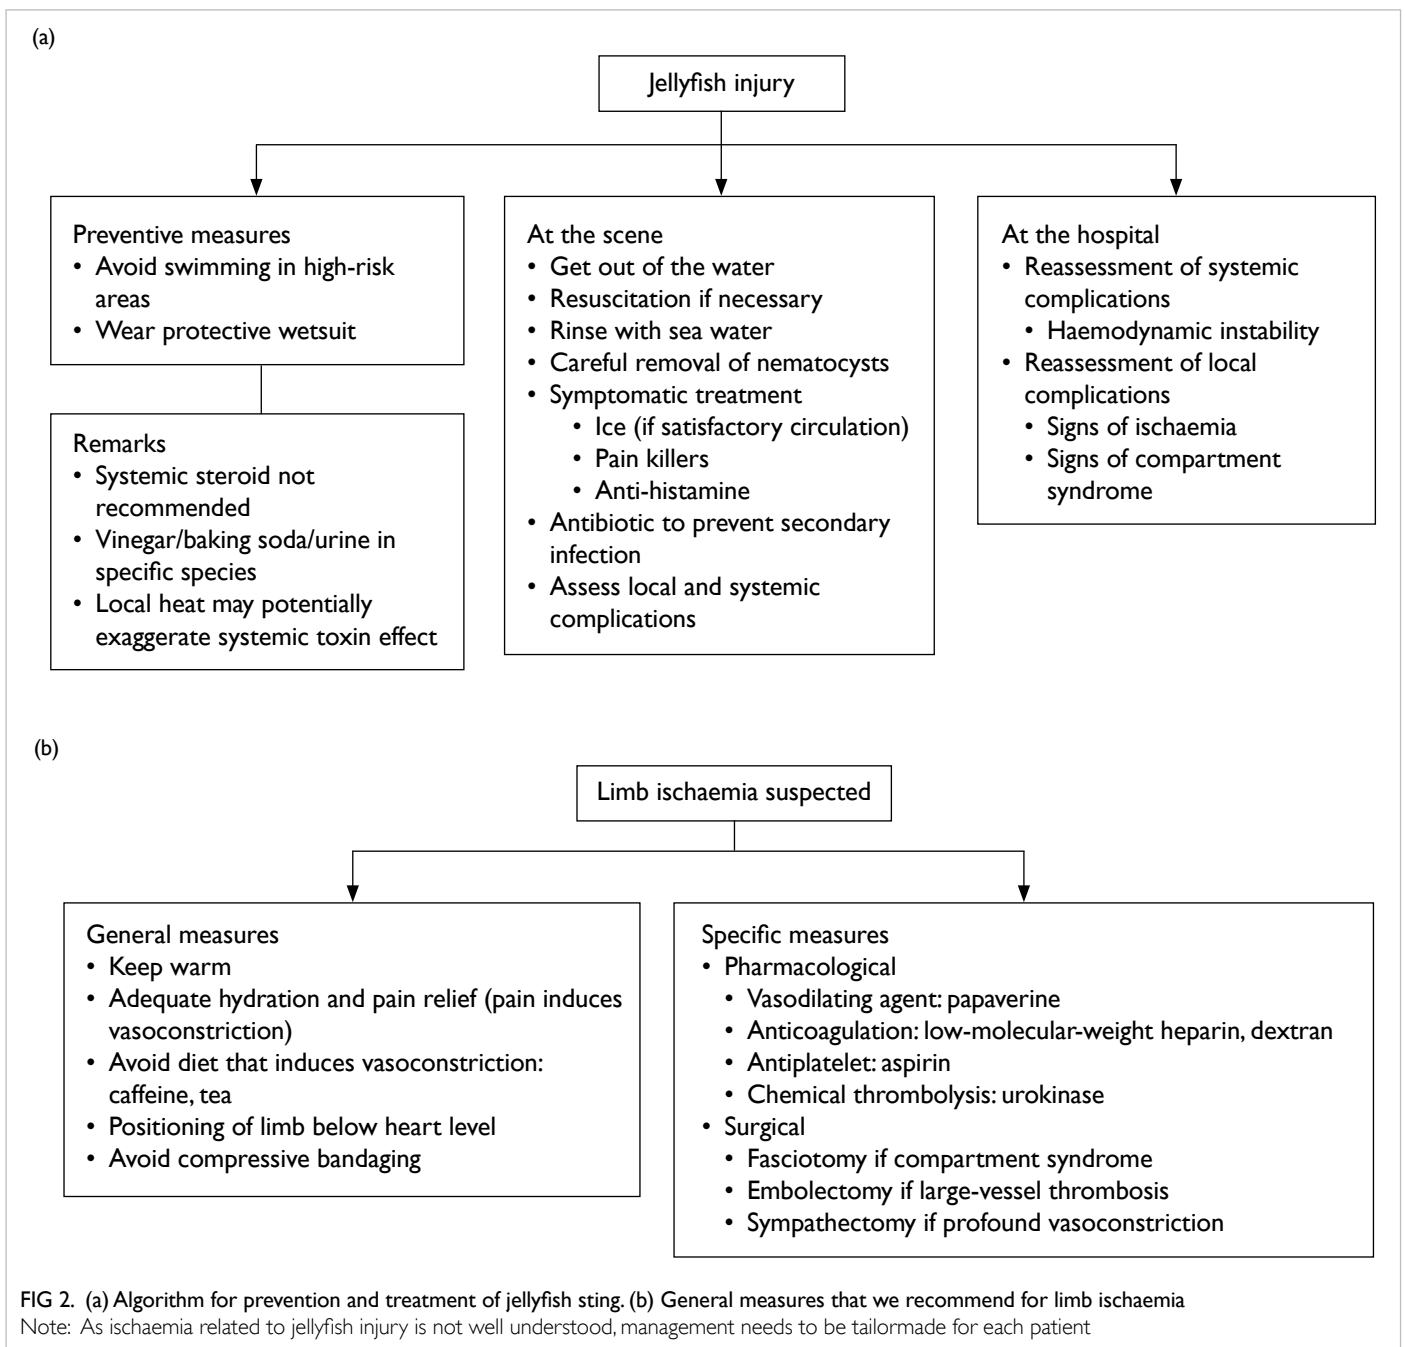 (a)
Jellyfish injury
Preventive measures
• Avoid swimming in high-risk
areas
• Wear protective wetsuit
Remarks
• Systemic steroid not
recommended
• Vinegar/baking soda/urine in
specific species
• Local heat may potentially
exaggerate systemic toxin effect
At the scene
• Get out of the water
• Resuscitation if necessary
• Rinse with sea water
• Careful removal of nematocysts
• Symptomatic treatment
• Ice (if satisfactory circulation)
• Pain killers
• Anti-histamine
• Antibiotic to prevent secondary
infection
• Assess local and systemic
complications
At the hospital
• Reassessment of systemic
complications
• Haemodynamic instability
• Reassessment of local
complications
• Signs of ischaemia
• Signs of compartment
syndrome
(b)
Limb ischaemia suspected
General measures
• Keep warm
• Adequate hydration and pain relief (pain induces
vasoconstriction)
• Avoid diet that induces vasoconstriction:
caffeine, tea
• Positioning of limb below heart level
• Avoid compressive bandaging
Specific measures
• Pharmacological
• Vasodilating agent: papaverine
• Anticoagulation: low-molecular-weight heparin, dextran
• Antiplatelet: aspirin
• Chemical thrombolysis: urokinase
• Surgical
• Fasciotomy if compartment syndrome
• Embolectomy if large-vessel thrombosis
• Sympathectomy if profound vasoconstriction
FIG 2. (a) Algorithm for prevention and treatment of jellyfish sting. (b) General measures that we recommend for limb ischaemia
Note: As ischaemia related to jellyfish injury is not well understood, management needs to be tailormade for each patient